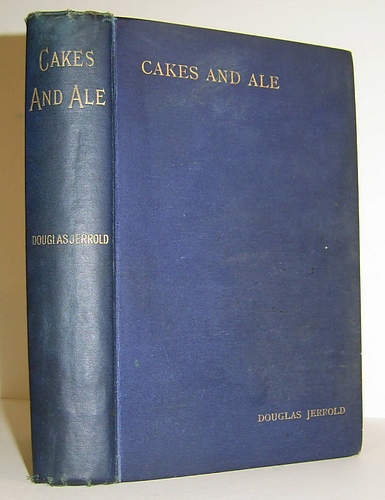 CAKES
AND ALE
DOUGLAS JERROLD
CAKES AND ALE
DOUGLAS JERROLD